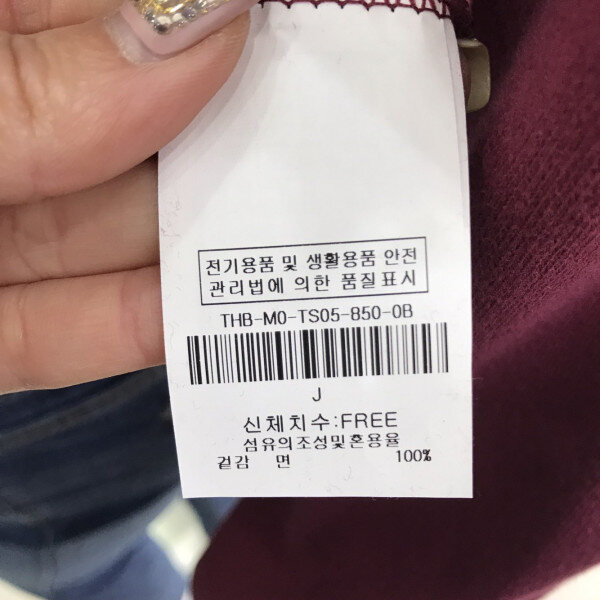 전기용품 및 생활용품 안전
관리법에 의한 품질표시
THB-M0-TS05-850-0B
J
신체치수:FREE
섬유의조성및혼용율
겉감 면 100%